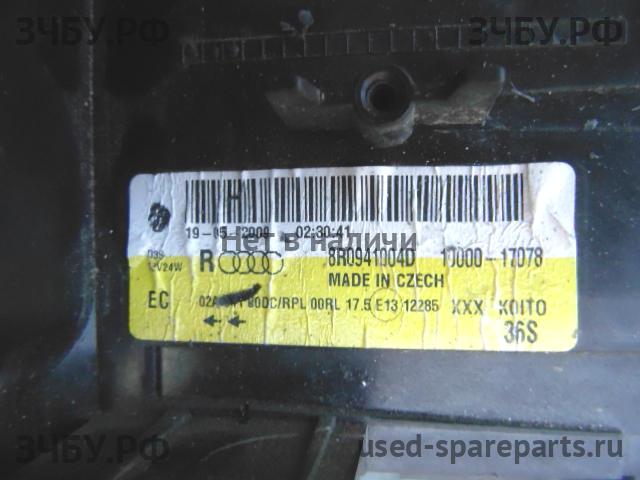 ЗЧБУ.РФ
ЗЧБУ.РФ
19-05-2009 02:30:41
Нет в наличии
D3S
12V24W
R
8R0941004D 10000-17078
MADE IN CZECH
EC
00RL 17.5 E13 12285 XXX KOITO
36S
ЗЧБУ.РФ
used-spareparts.ru